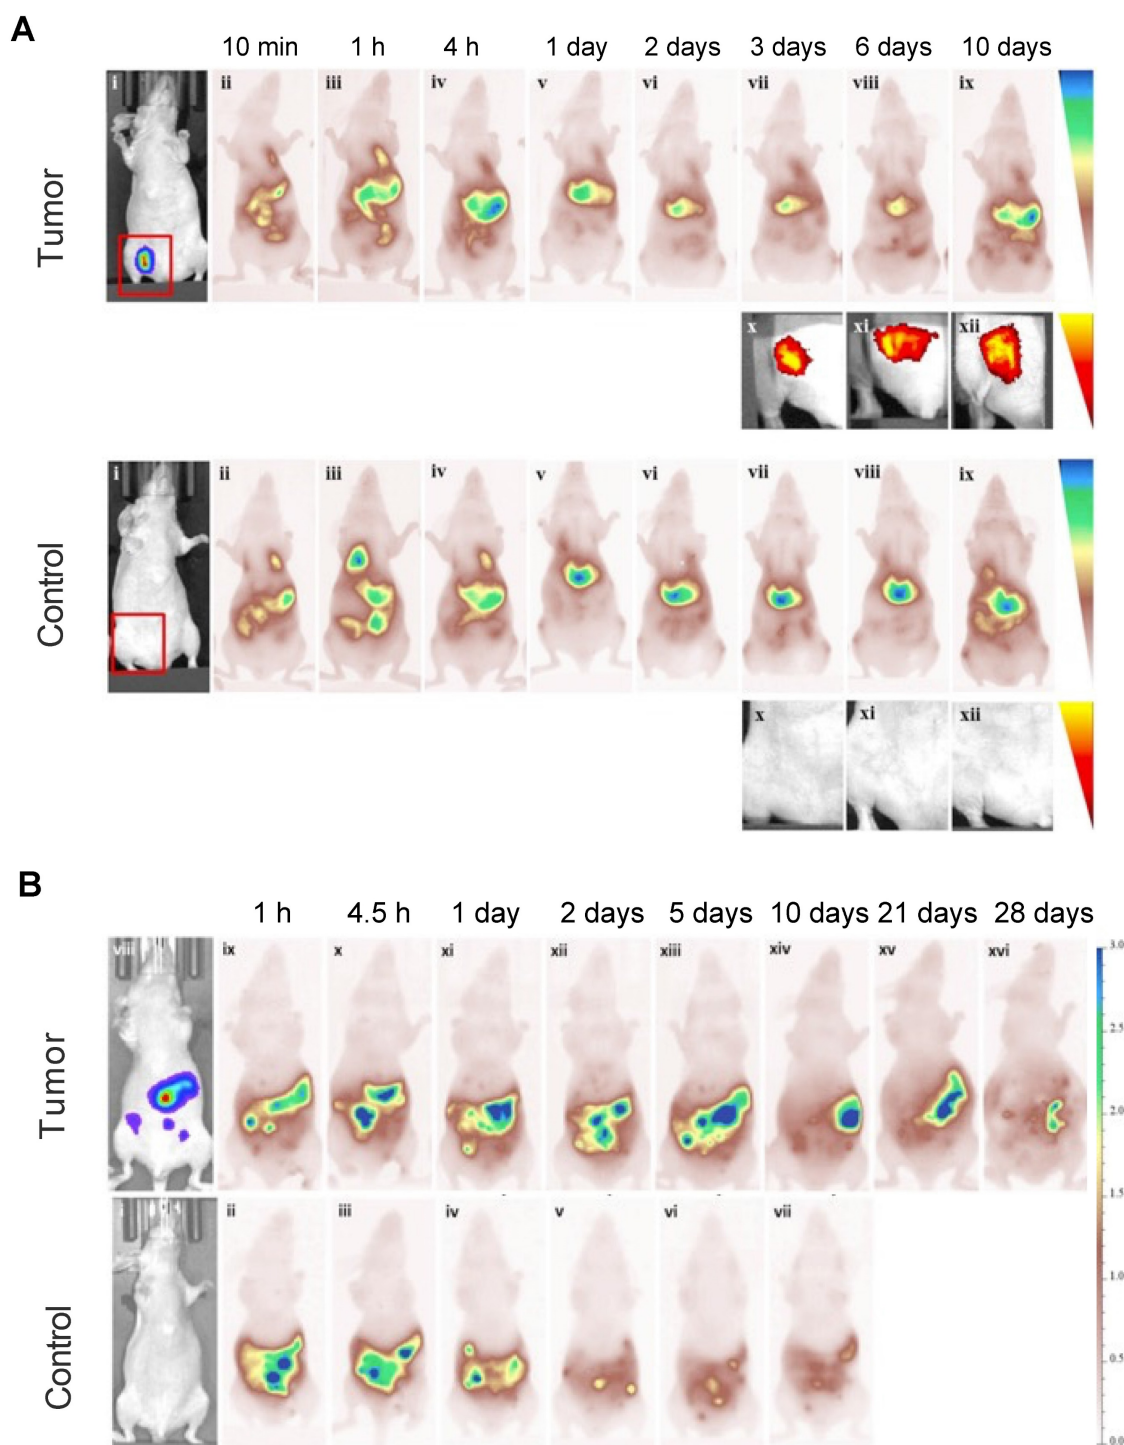 A
10 min 1 h 4 h 1 day 2 days 3 days 6 days 10 days
Tumor
i ii iii iv v vi vii viii ix
x xi xii
Control
i ii iii iv v vi vii viii ix
x xi xii
B
1 h 4.5 h 1 day 2 days 5 days 10 days 21 days 28 days
Tumor
viii ix x xi xii xiii xiv xv xvi
3.0
2.5
2.0
1.5
1.0
0.5
0.0
Control
i ii iii iv v vi vii